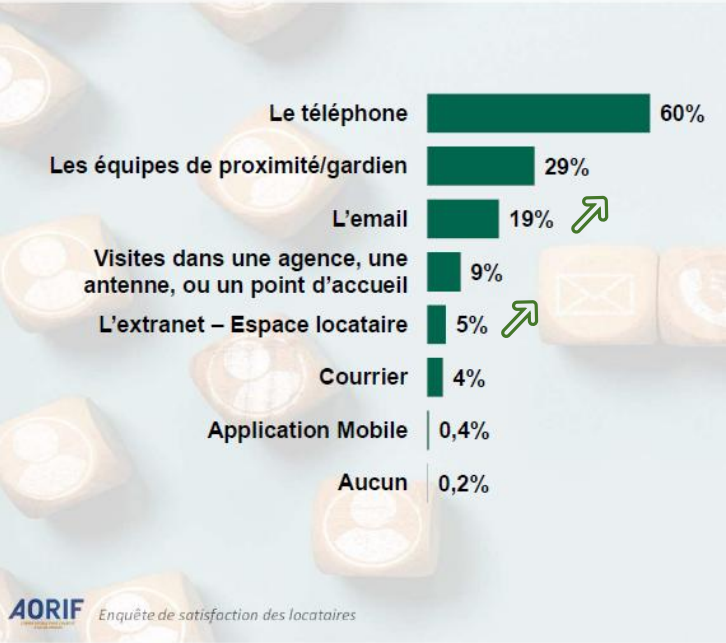 Le téléphone 60%
Les équipes de proximité/gardien 29%
L'email 19%
Visites dans une agence, une
antenne, ou un point d'accueil 9%
L'extranet – Espace locataire 5%
Courrier 4%
Application Mobile 0,4%
Aucun 0,2%
AORIF Enquête de satisfaction des locataires